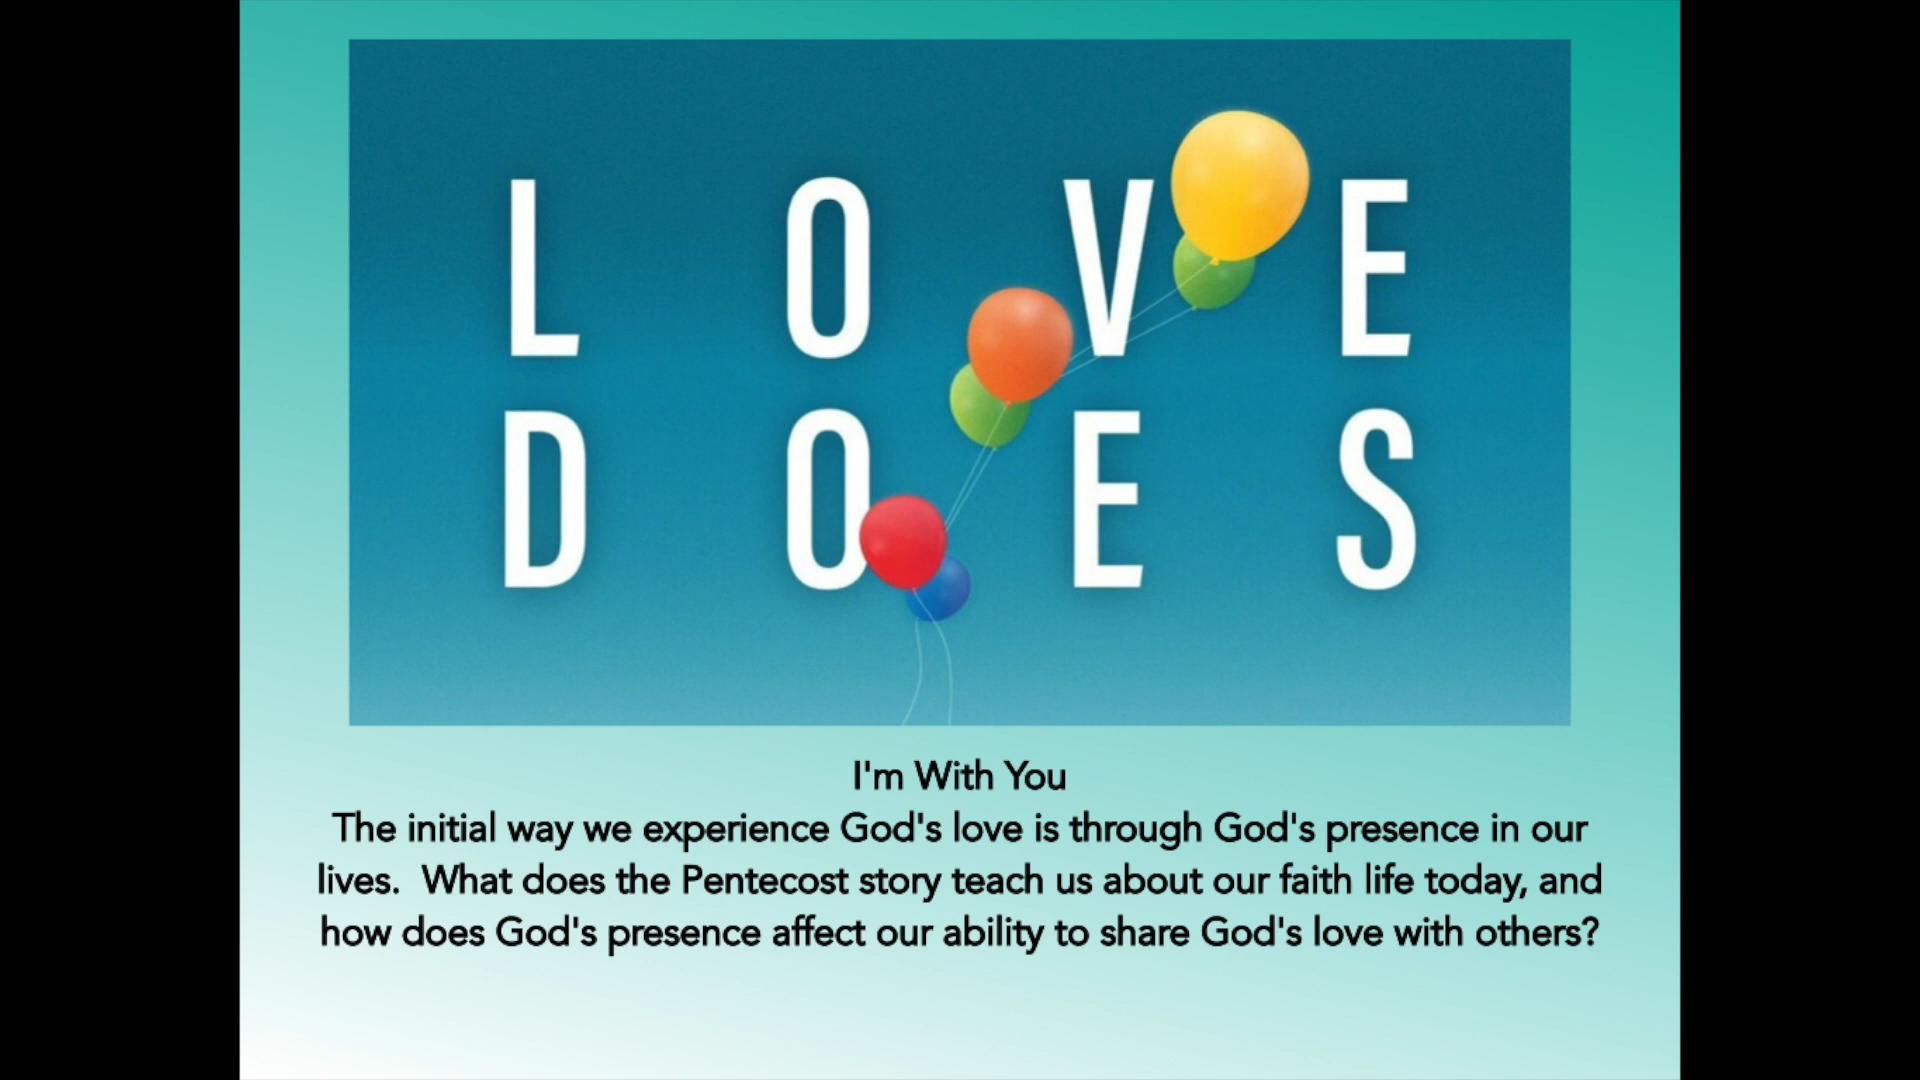 LOVE
DOES
I'm With You
The initial way we experience God's love is through God's presence in our
lives.  What does the Pentecost story teach us about our faith life today, and
how does God's presence affect our ability to share God's love with others?